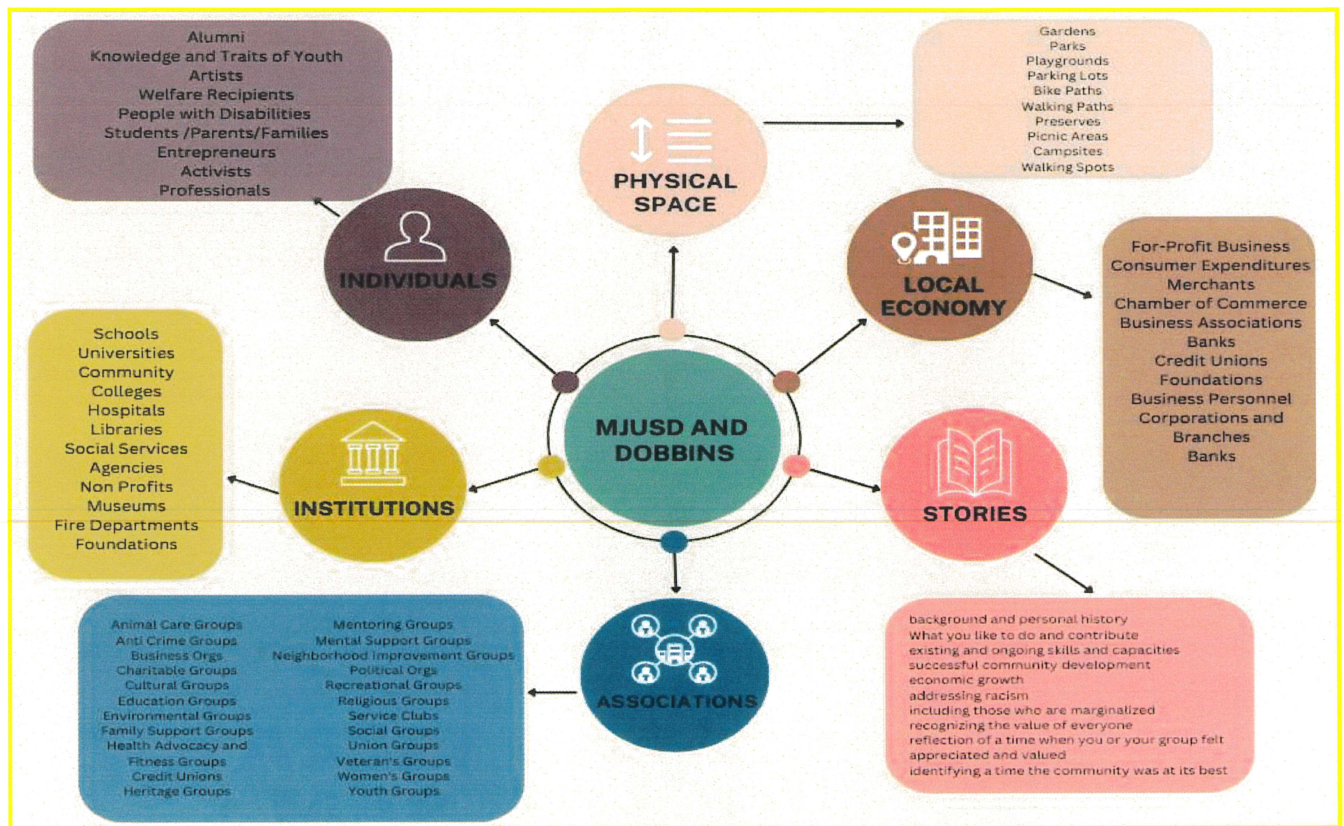 Alumni
Knowledge and Traits of Youth
Artists
Welfare Recipients
People with Disabilities
Students /Parents/Families
Entrepreneurs
Activists
Professionals
INDIVIDUALS
PHYSICAL
SPACE
Gardens
Parks
Playgrounds
Parking Lots
Bike Paths
Walking Paths
Preserves
Picnic Areas
Campsites
Walking Spots
LOCAL
ECONOMY
For-Profit Business
Consumer Expenditures
Merchants
Chamber of Commerce
Business Associations
Banks
Credit Unions
Foundations
Business Personnel
Corporations and
Branches
Banks
MJUSD AND
DOBBINS
Schools
Universities
Community
Colleges
Hospitals
Libraries
Social Services
Agencies
Non Profits
Museums
Fire Departments
Foundations
INSTITUTIONS
STORIES
background and personal history
What you like to do and contribute
existing and ongoing skills and capacities
successful community development
economic growth
addressing racism
including those who are marginalized
recognizing the value of everyone
reflection of a time when you or your group felt
appreciated and valued
identifying a time the community was at its best
ASSOCIATIONS
Animal Care Groups
Anti Crime Groups
Business Orgs
Charitable Groups
Cultural Groups
Education Groups
Environmental Groups
Family Support Groups
Health Advocacy and
Fitness Groups
Credit Unions
Heritage Groups
Mentoring Groups
Mental Support Groups
Neighborhood Improvement Groups
Political Orgs
Recreational Groups
Religious Groups
Service Clubs
Social Groups
Union Groups
Veteran's Groups
Women's Groups
Youth Groups